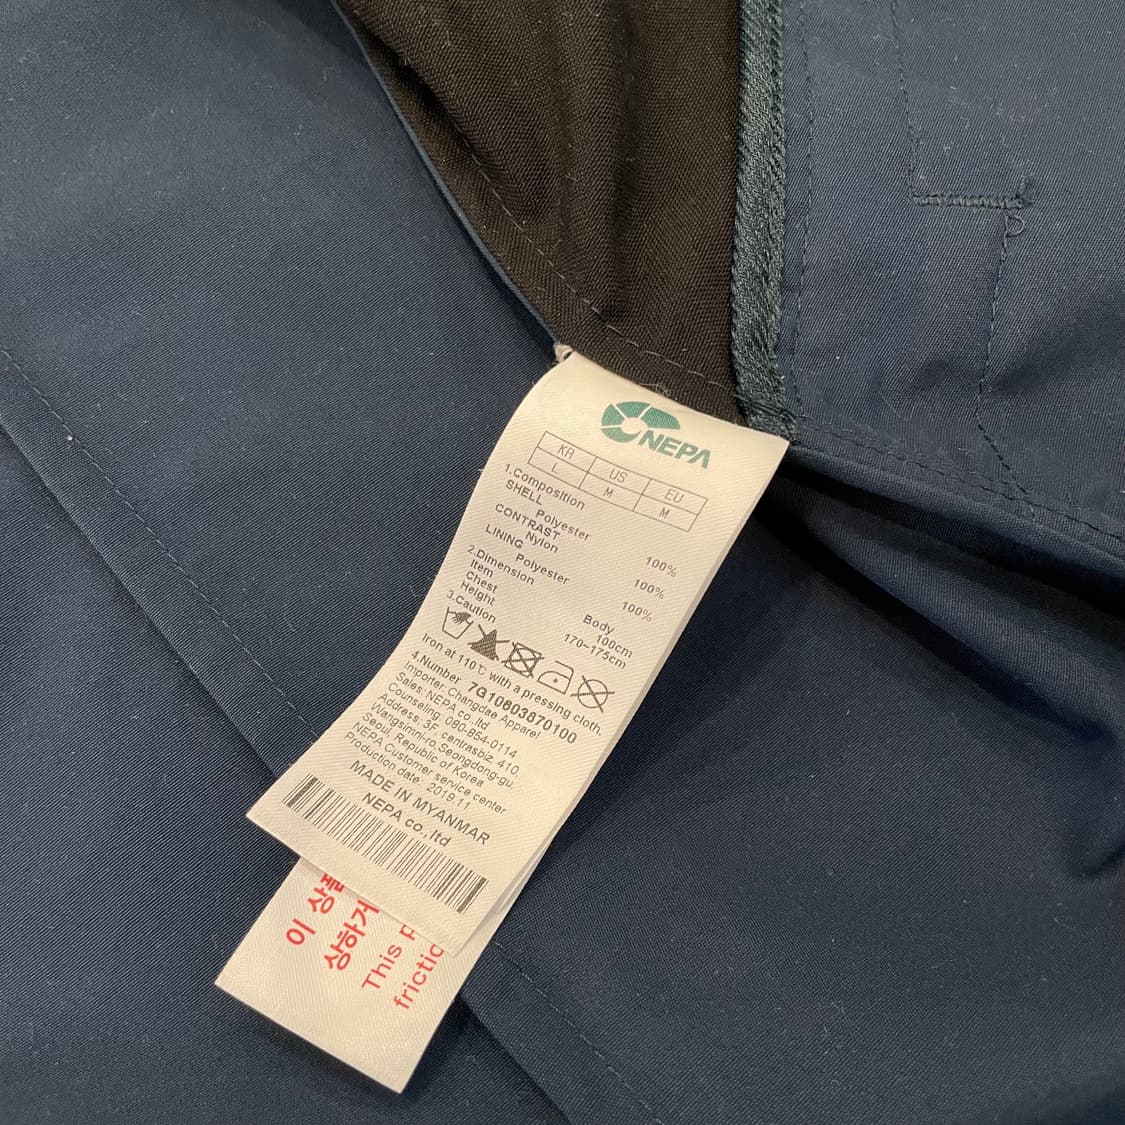 NEPA
KR US EU
L M M
1.Composition
SHELL
Polyester 100%
CONTRAST
Nylon 100%
LINING
Polyester 100%
2.Dimension
Item Body
Chest 100cm
Height 170~175cm
3.Caution
Iron at 110℃ with a pressing cloth.
4.Number 7G10603870100
Importer: Changdae Apparel
Sales: NEPA co.,ltd
Counseling: 080-854-0114
Address: 3F, centrasbiz, 410,
Wangsimni-ro,Seongdong-gu,
Seoul, Republic of Korea
NEPA Customer service center
Production date: 2019.11
MADE IN MYANMAR
NEPA co.,ltd
이
상하거
This
frictio